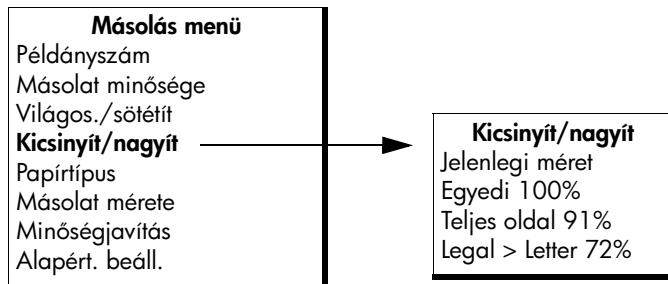 Másolás menü
Példányszám
Másolat minősége
Világos./sötétít
Kicsinyít/nagyít
Papírtípus
Másolat mérete
Minőségjavítás
Alapért. beáll.
Kicsinyít/nagyít
Jelenlegi méret
Egyedi 100%
Teljes oldal 91%
Legal > Letter 72%